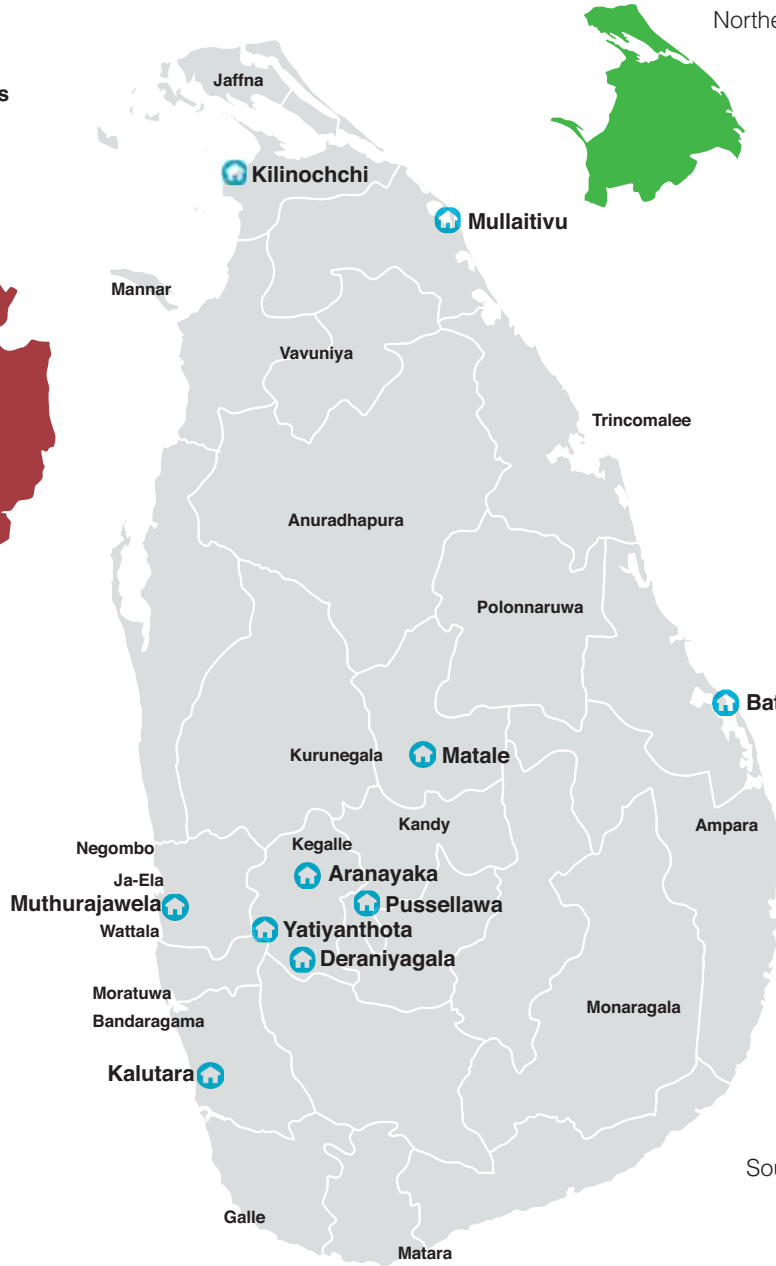 Northe
Jaffna
s
Kilinochchi
Mullaitivu
Mannar
Vavuniya
Trincomalee
Anuradhapura
Polonnaruwa
Bat
Kurunegala
Matale
Kandy
Ampara
Kegalle
Negombo
Ja-Ela
Aranayaka
Muthurajawela
Pussellawa
Wattala
Yatiyanthota
Deraniyagala
Moratuwa
Monaragala
Bandaragama
Kalutara
Sou
Galle
Matara